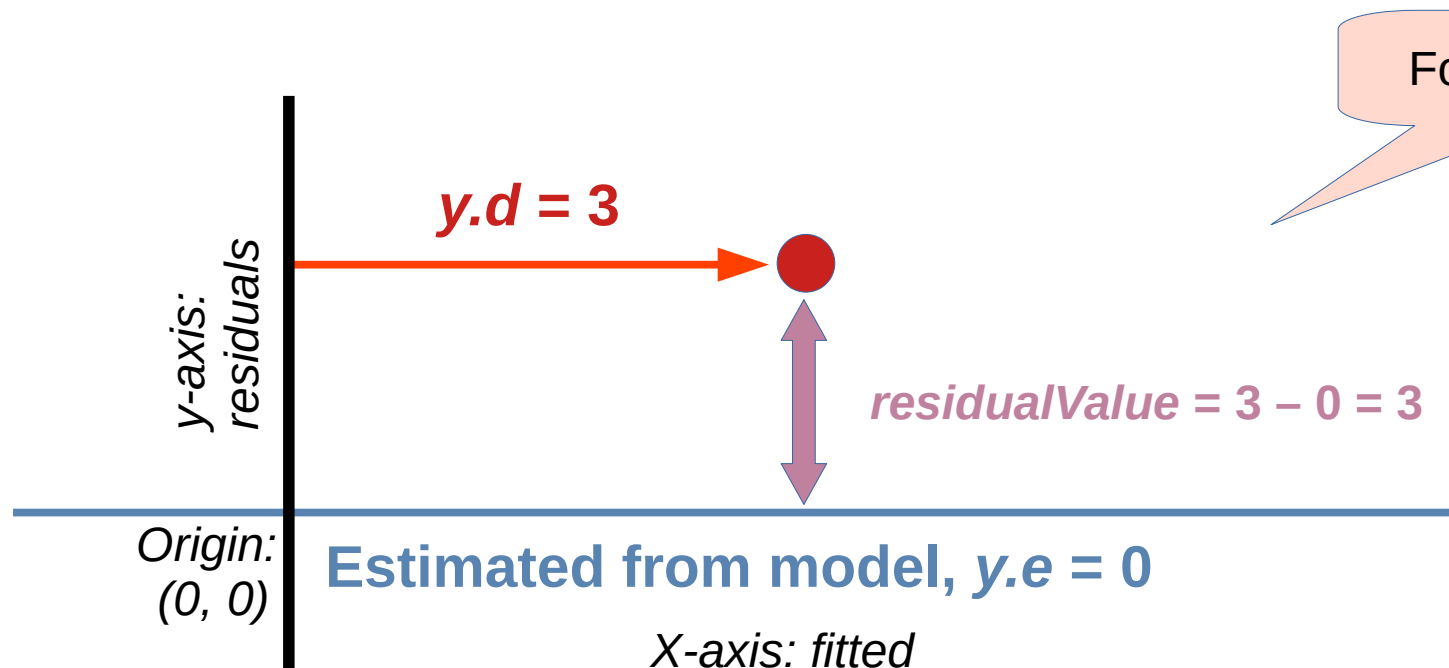 y.d = 3
y-axis:
residuals
residualValue = 3 – 0 = 3
Origin:
(0, 0)
Estimated from model, y.e = 0
X-axis: fitted